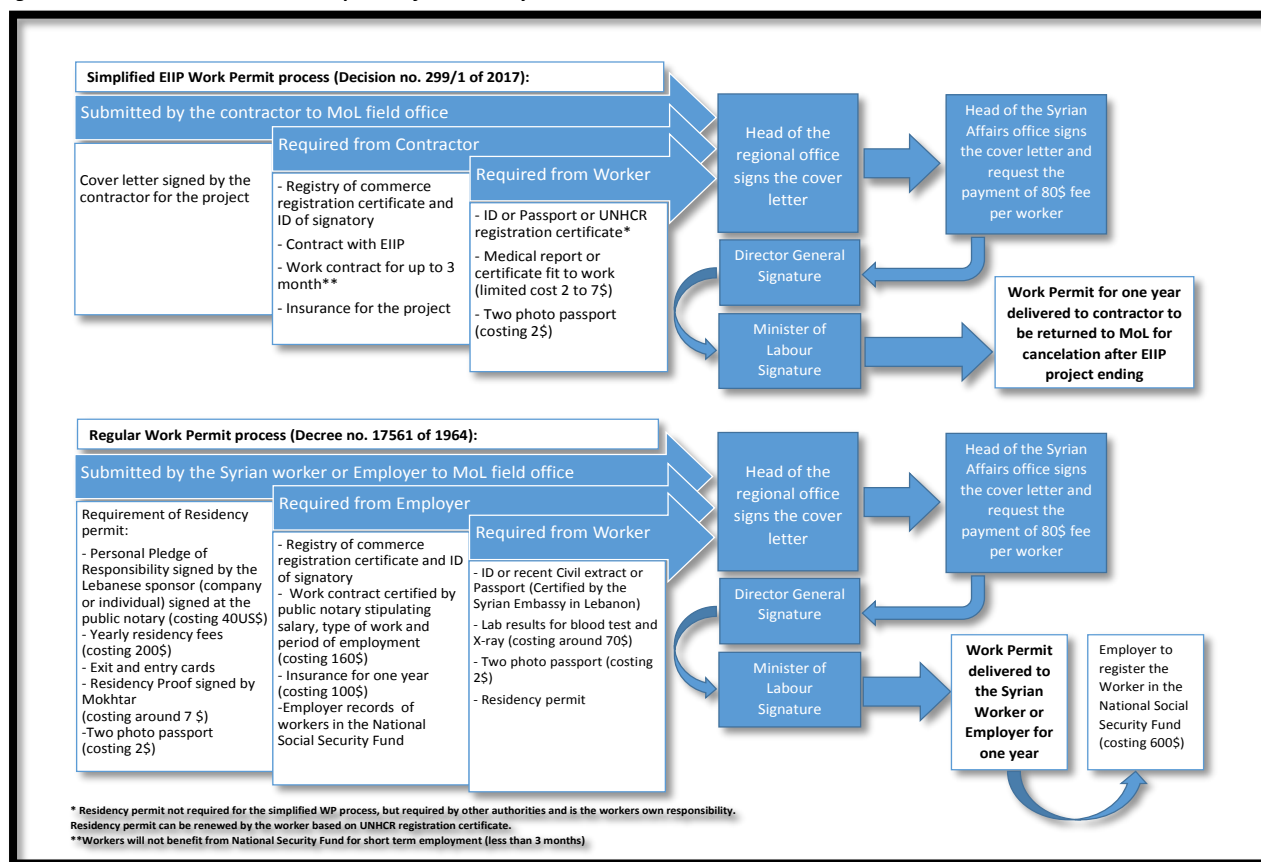 Simplified EIIP Work Permit process (Decision no. 299/1 of 2017):
Submitted by the contractor to MoL field office
Cover letter signed by the
contractor for the project
Required from Contractor
- Registry of commerce
registration certificate and
ID of signatory
- Contract with EIIP
- Work contract for up to 3
month**
- Insurance for the project
Required from Worker
- ID or Passport or UNHCR
registration certificate*
- Medical report or
certificate fit to work
(limited cost 2 to 7$)
- Two photo passport
(costing 2$)
Head of the
regional office
signs the cover
letter
Head of the Syrian
Affairs office signs
the cover letter and
request the
payment of 80$ fee
per worker
Director General
Signature
Minister of
Labour
Signature
Work Permit for one year
delivered to contractor to
be returned to MoL for
cancelation after EIIP
project ending
Regular Work Permit process (Decree no. 17561 of 1964):
Submitted by the Syrian worker or Employer to MoL field office
Requirement of Residency
permit:
- Personal Pledge of
Responsibility signed by the
Lebanese sponsor (company
or individual) signed at the
public notary (costing 40US$)
- Yearly residency fees
(costing 200$)
- Exit and entry cards
- Residency Proof signed by
Mokhtar
(costing around 7 $)
-Two photo passport
(costing 2$)
Required from Employer
- Registry of commerce
registration certificate and ID
of signatory
- Work contract certified by
public notary stipulating
salary, type of work and
period of employment
(costing 160$)
- Insurance for one year
(costing 100$)
-Employer records of
workers in the National
Social Security Fund
Required from Worker
- ID or recent Civil extract or
Passport (Certified by the
Syrian Embassy in Lebanon)
- Lab results for blood test and
X-ray (costing around 70$)
- Two photo passport (costing
2$)
- Residency permit
Head of the
regional office
signs the cover
letter
Head of the Syrian
Affairs office signs
the cover letter and
request the
payment of 80$ fee
per worker
Director General
Signature
Minister of
Labour
Signature
Work Permit
delivered to
the Syrian
Worker or
Employer for
one year
Employer to
register the
Worker in the
National Social
Security Fund
(costing 600$)
* Residency permit not required for the simplified WP process, but required by other authorities and is the workers own responsibility.
Residency permit can be renewed by the worker based on UNHCR registration certificate.
**Workers will not benefit from National Security Fund for short term employment (less than 3 months)